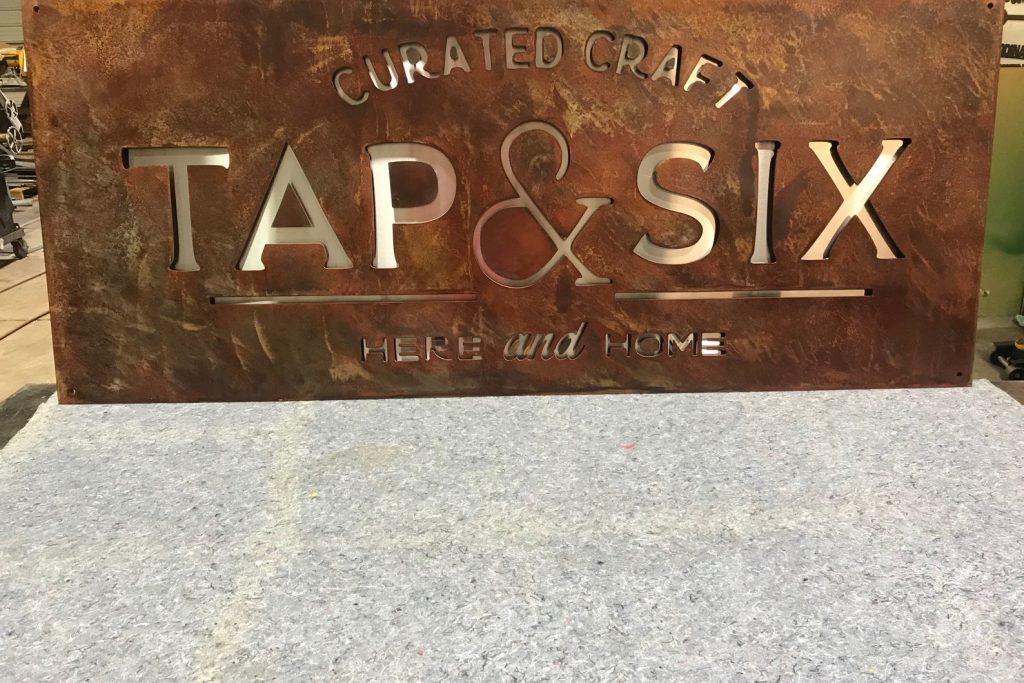 CURATED CRAFT
TAP & SIX
HERE and HOME